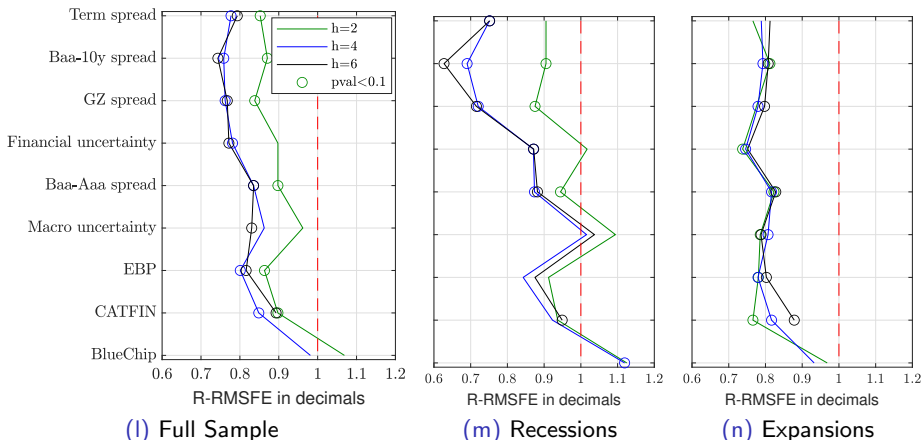 Term spread
Baa-10y spread
GZ spread
Financial uncertainty
Baa-Aaa spread
Macro uncertainty
EBP
CATFIN
BlueChip
h=2
h=4
h=6
pval<0.1
0.6 0.7 0.8 0.9 1 1.1 1.2
R-RMSFE in decimals
(l) Full Sample
0.6 0.7 0.8 0.9 1 1.1 1.2
R-RMSFE in decimals
(m) Recessions
0.6 0.7 0.8 0.9 1 1.1 1.2
R-RMSFE in decimals
(n) Expansions